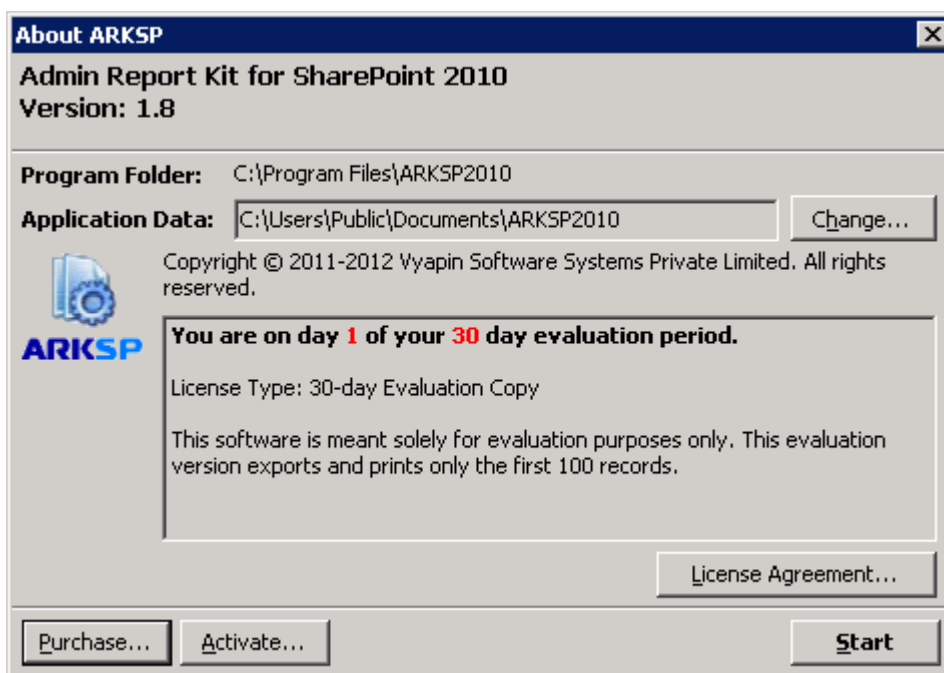 About ARKSP
Admin Report Kit for SharePoint 2010
Version: 1.8
Program Folder: C:\Program Files\ARKSP2010
Application Data: C:\Users\Public\Documents\ARKSP2010 Change...
Copyright © 2011-2012 Vyapin Software Systems Private Limited. All rights
reserved.
ARKSP
You are on day 1 of your 30 day evaluation period.
License Type: 30-day Evaluation Copy
This software is meant solely for evaluation purposes only. This evaluation
version exports and prints only the first 100 records.
License Agreement...
Purchase... Activate... Start